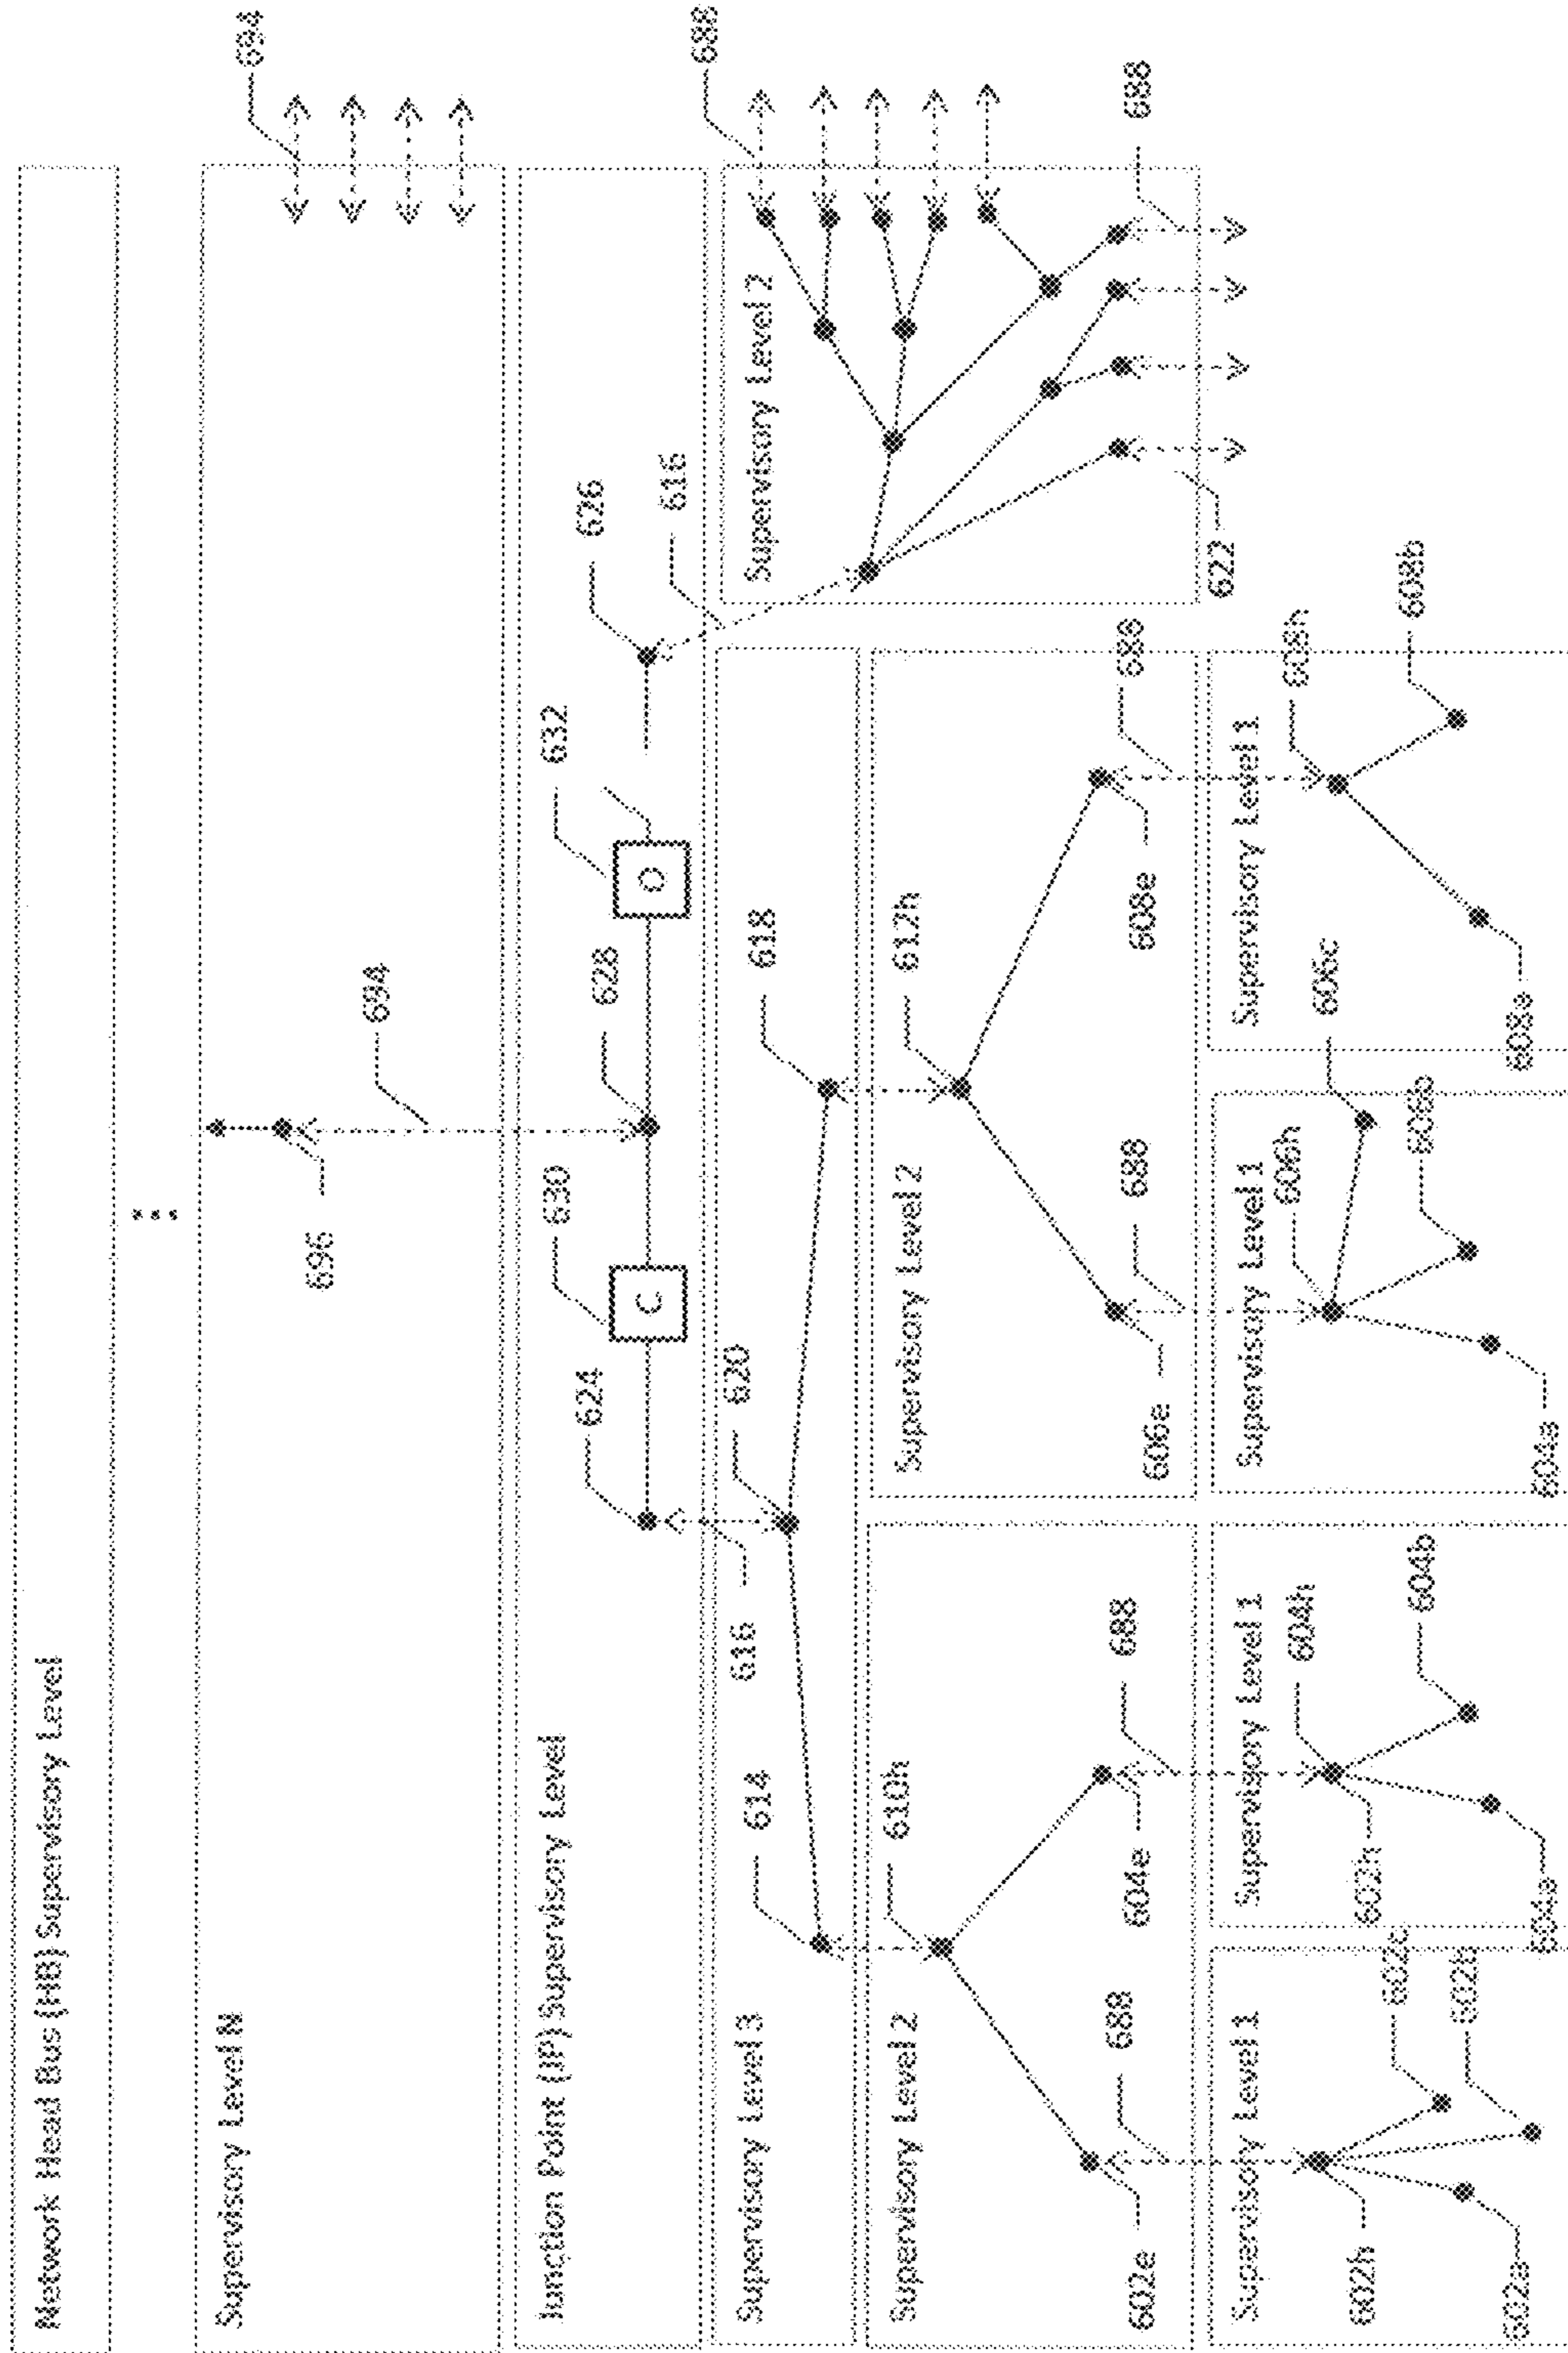 Network Head Bus (HB) Supervisory Level
...
Supervisory Level N
694
696
694
Junction Point (JP) Supervisory Level
624
630
628
632
626
C
O
616
616
Supervisory Level 3
614
620
618
Supervisory Level 2
610h
602e
688
604e
688
Supervisory Level 2
612h
606e
688
608e
688
Supervisory Level 2
688
688
622
Supervisory Level 1
602h
602a
602c
602b
Supervisory Level 1
604h
602h
604a
604b
Supervisory Level 1
606h
604a
606b
606c
Supervisory Level 1
608h
608a
608b